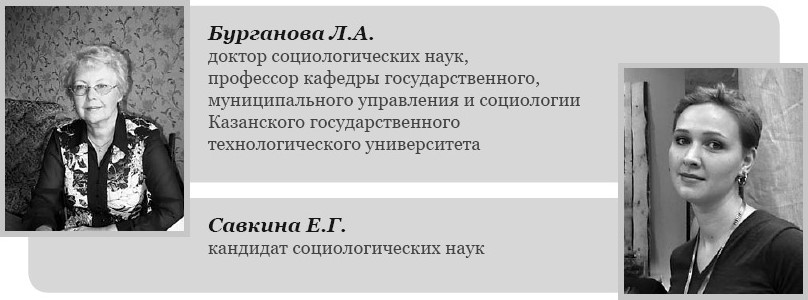 Бурганова Л.А.
доктор социологических наук,
профессор кафедры государственного,
муниципального управления и социологии
Казанского государственного
технологического университета
Савкина Е.Г.
кандидат социологических наук